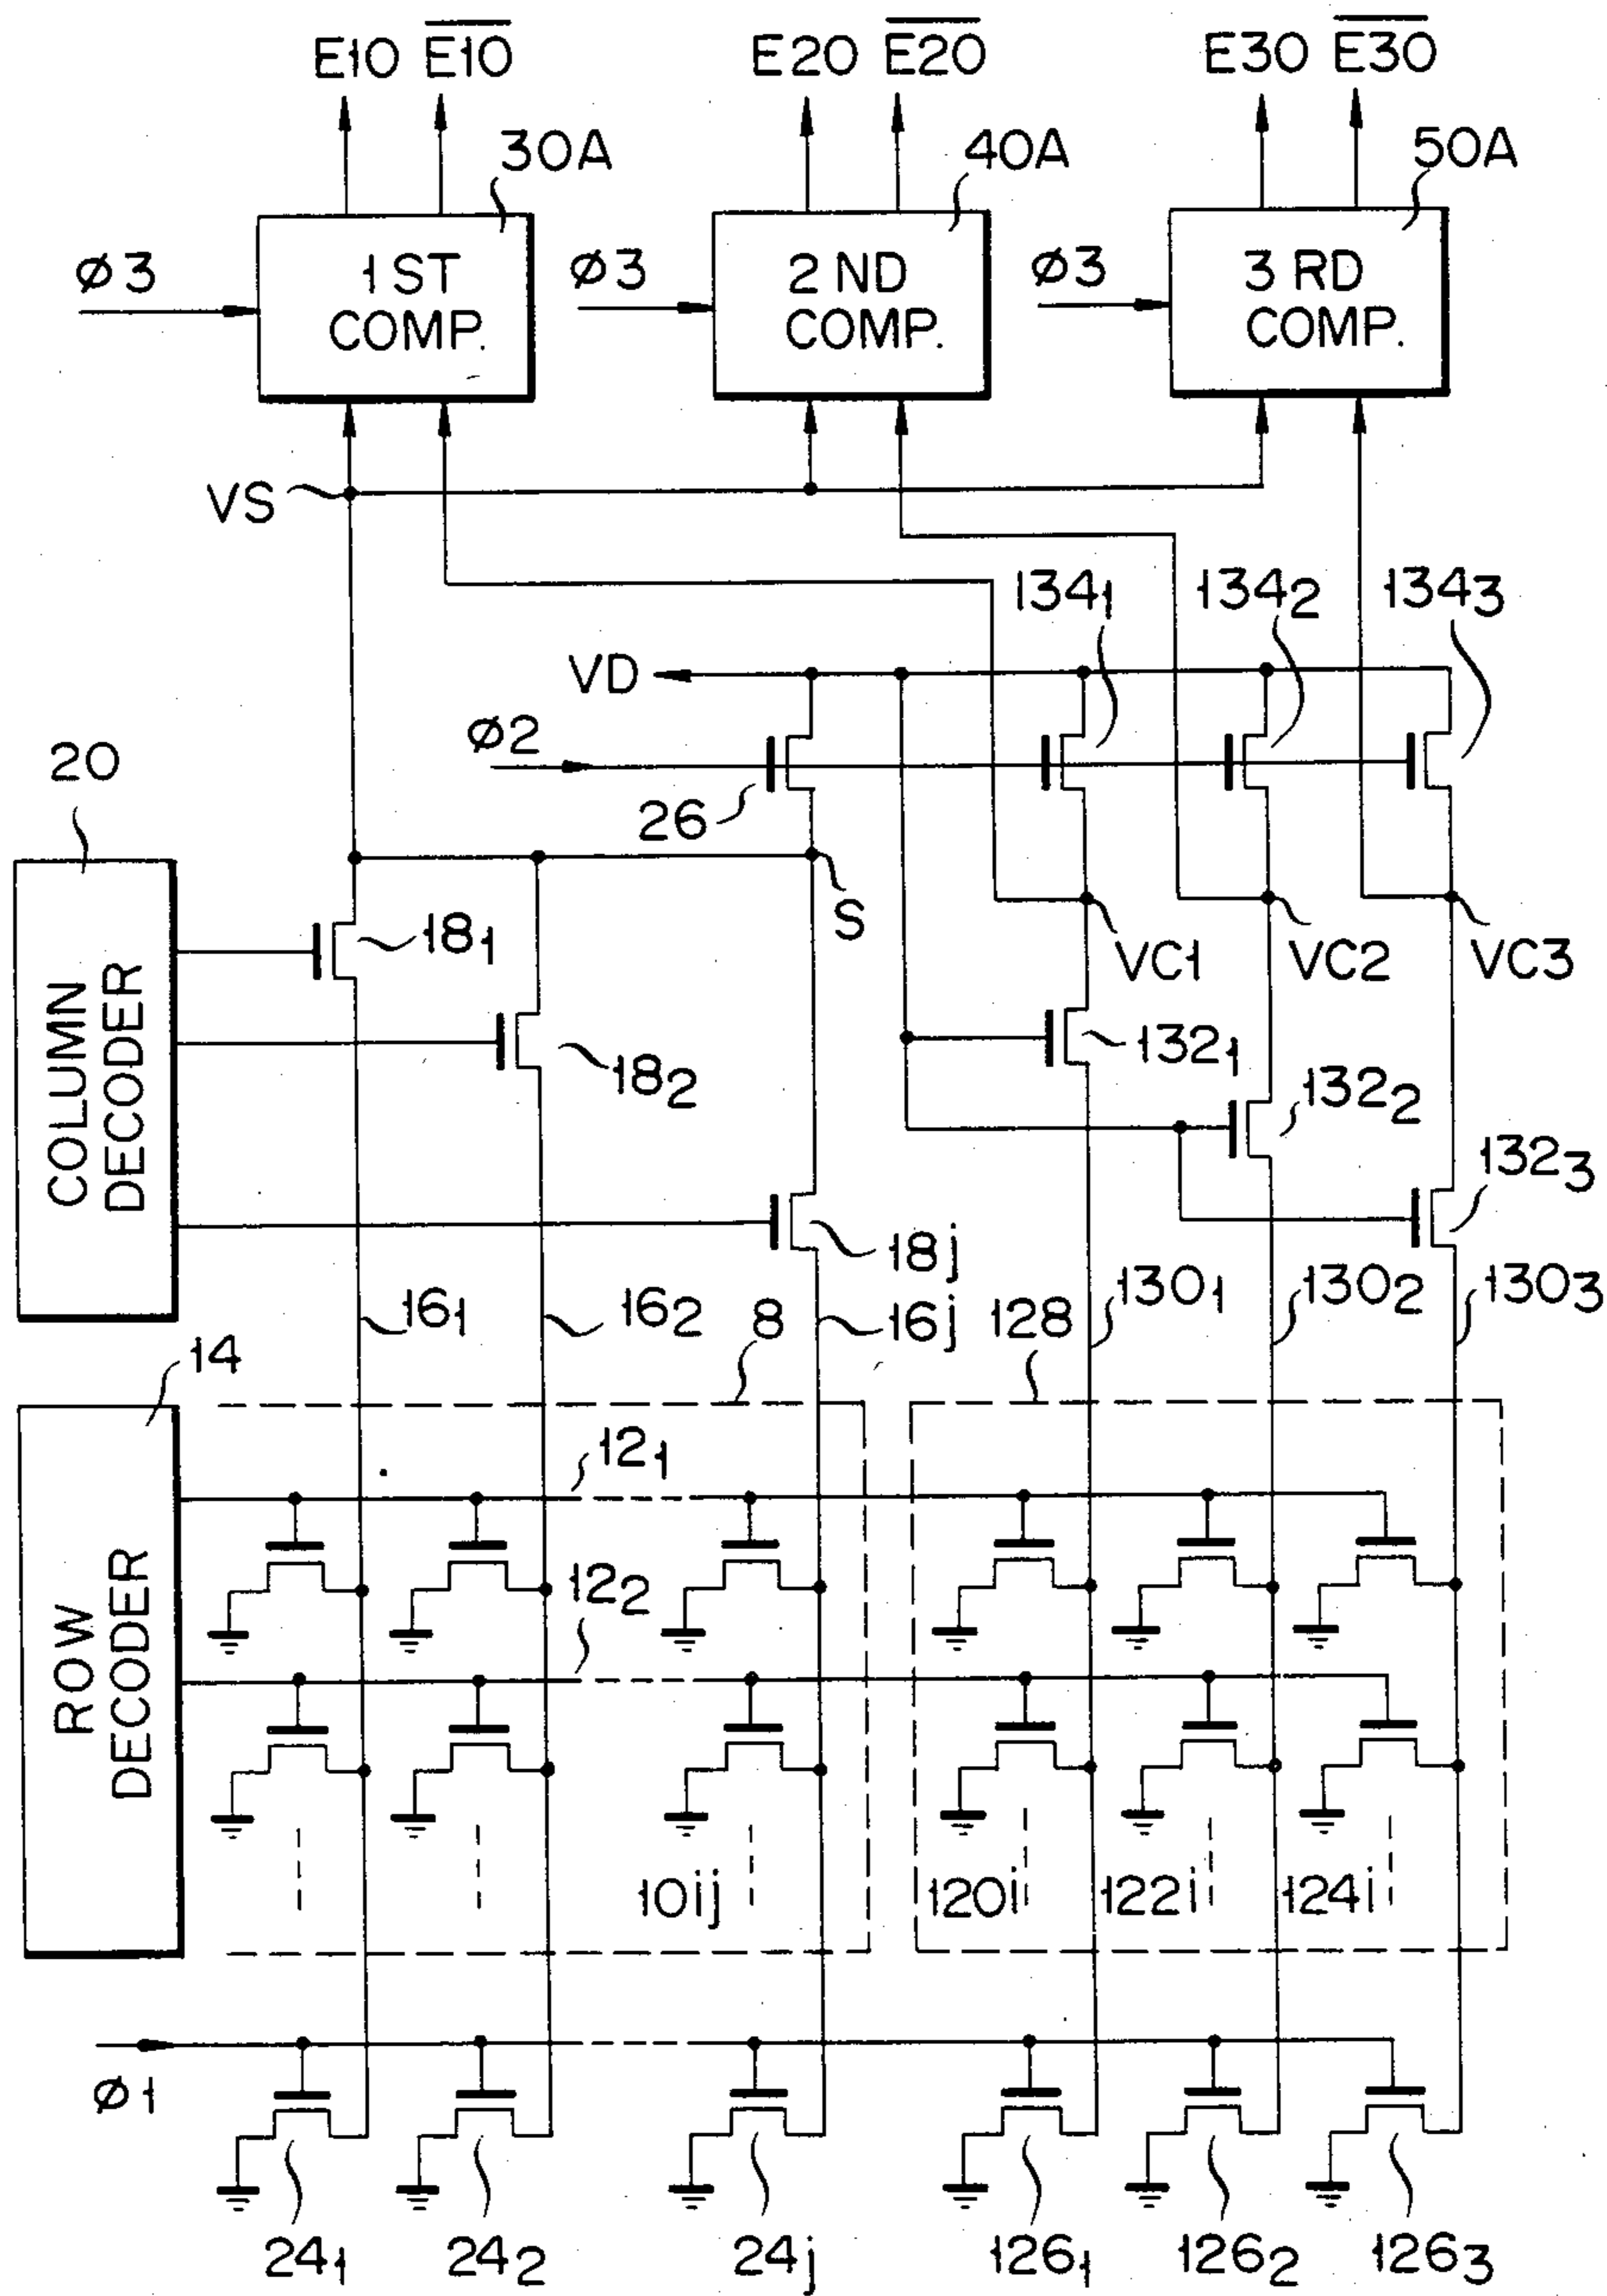 E10 E10 E20 E20 E30 E30
30A 40A 50A
ø3 1 ST COMP.
ø3 2 ND COMP.
ø3 3 RD COMP.
VS
134₁ 134₂ 134₃
VD
ø2
20
26
S
VC1 VC2 VC3
18₁
COLUMN DECODER
18₂
132₁
132₂
132₃
18j
16₁ 16₂ 8 16j 128 130₁ 130₂ 130₃
14
12₁
12₂
ROW DECODER
10ij 120i 122i 124i
ø1
24₁ 24₂ 24j 126₁ 126₂ 126₃